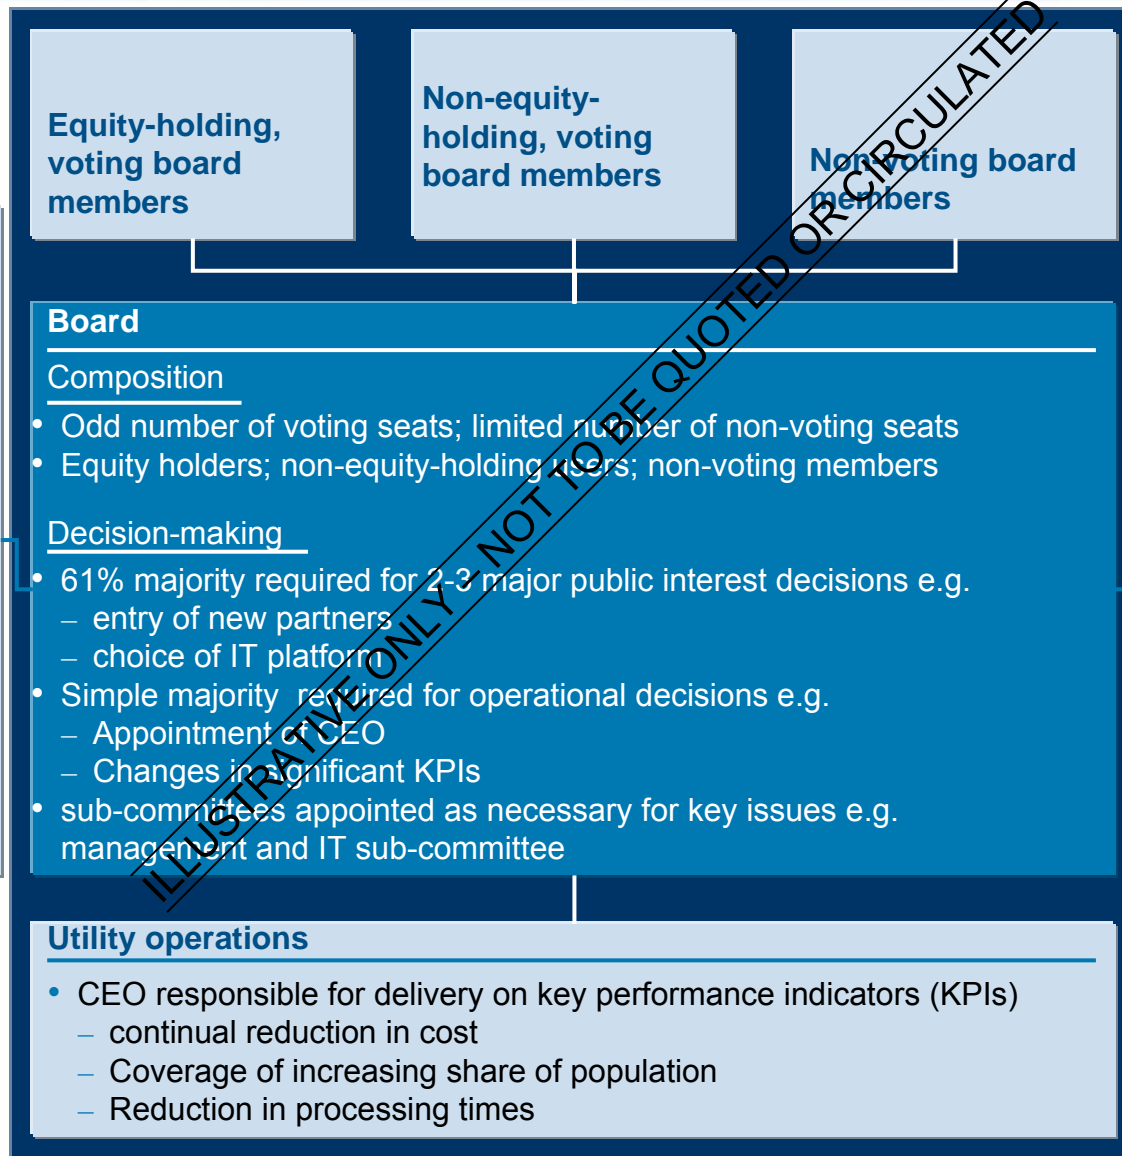 Equity-holding,
voting board
members
Non-equity-
holding, voting
board members
Non-voting board
members
Board
Composition
• Odd number of voting seats; limited number of non-voting seats
• Equity holders; non-equity-holding users; non-voting members
Decision-making
• 61% majority required for 2-3 major public interest decisions e.g.
– entry of new partners
– choice of IT platform
• Simple majority  required for operational decisions e.g.
– Appointment of CEO
– Changes in significant KPIs
• sub-committees appointed as necessary for key issues e.g.
management and IT sub-committee
ILLUSTRATIVE ONLY – NOT TO BE QUOTED OR CIRCULATED
Utility operations
• CEO responsible for delivery on key performance indicators (KPIs)
– continual reduction in cost
– Coverage of increasing share of population
– Reduction in processing times